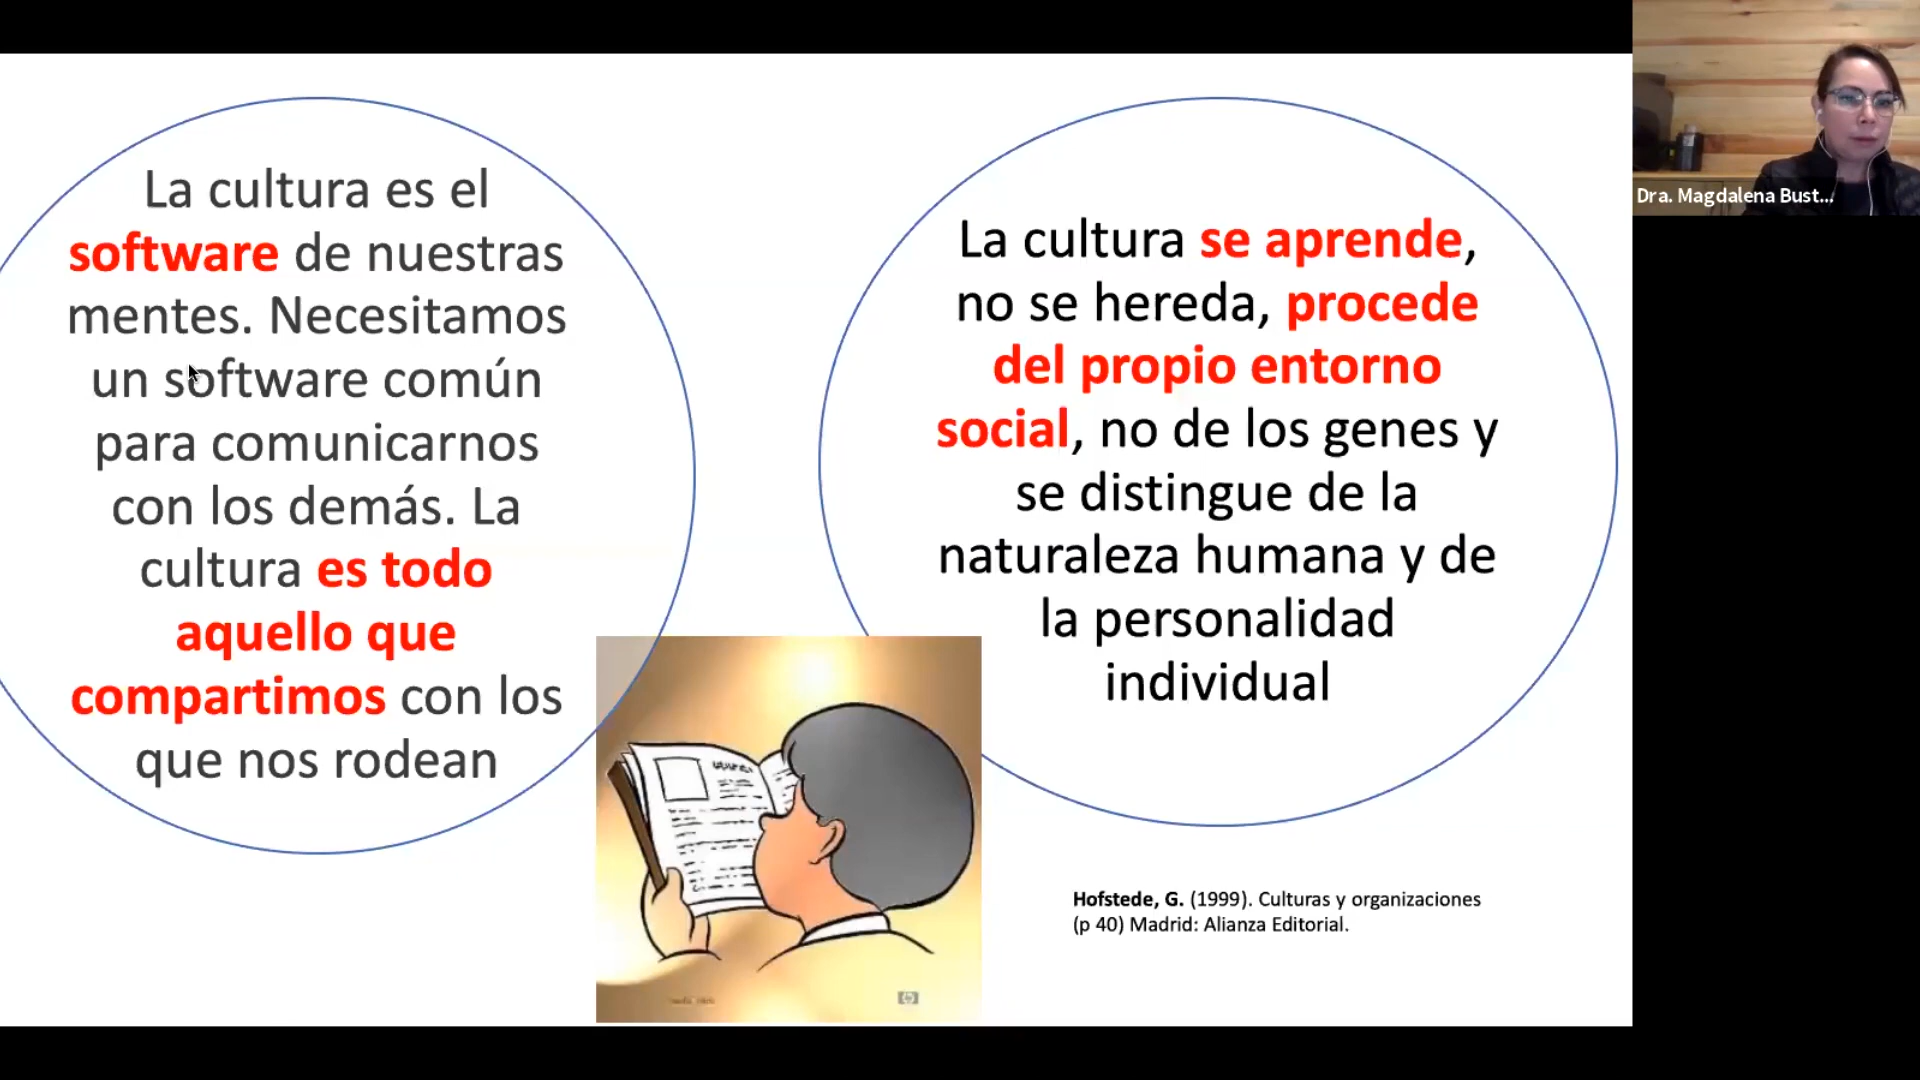 La cultura es el
software de nuestras
mentes. Necesitamos
un software común
para comunicarnos
con los demás. La
cultura es todo
aquello que
compartimos con los
que nos rodean
La cultura se aprende,
no se hereda, procede
del propio entorno
social, no de los genes y
se distingue de la
naturaleza humana y de
la personalidad
individual
Hofstede, G. (1999). Culturas y organizaciones
(p 40) Madrid: Alianza Editorial.
Dra. Magdalena Bust...
hp